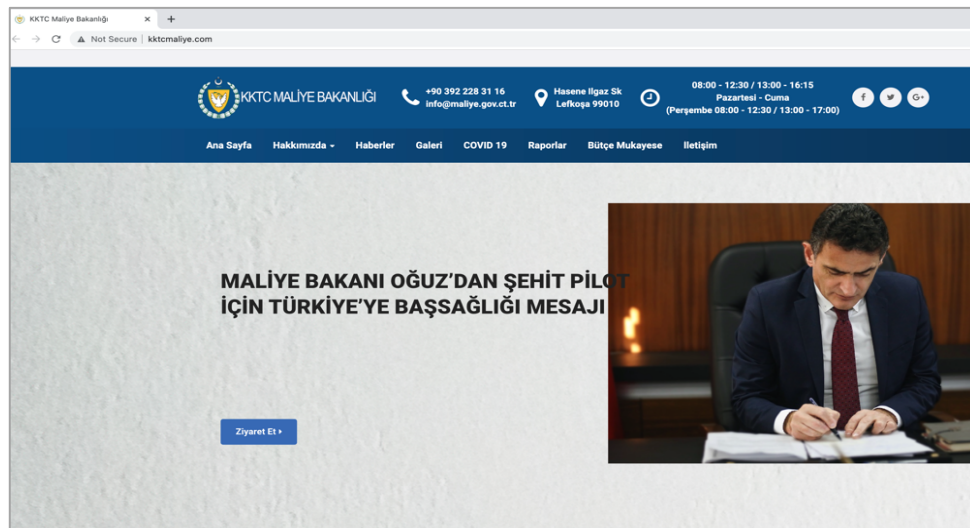 KKTC Maliye Bakanlığı
Not Secure | kktcmaliye.com
KKTC MALİYE BAKANLIĞI
+90 392 228 31 16
info@maliye.gov.ct.tr
Hasene Ilgaz Sk
Lefkoşa 99010
08:00 - 12:30 / 13:00 - 16:15
Pazartesi - Cuma
(Perşembe 08:00 - 12:30 / 13:00 - 17:00)
f
G+
Ana Sayfa Hakkımızda Haberler Galeri COVID 19 Raporlar Bütçe Mukayese İletişim
MALİYE BAKANI OĞUZ’DAN ŞEHİT PİLOT
İÇİN TÜRKİYE’YE BAŞSAĞLIĞI MESAJI
Ziyaret Et